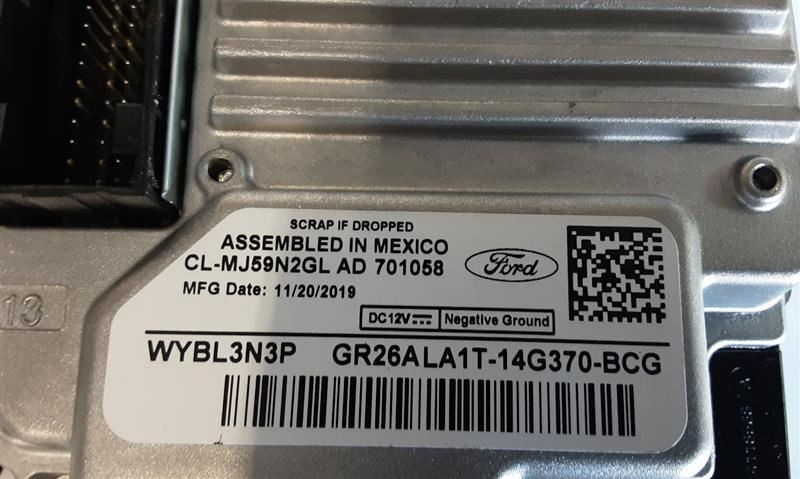 SCRAP IF DROPPED
ASSEMBLED IN MEXICO
CL-MJ59N2GL AD 701058
Ford
MFG Date: 11/20/2019
DC12V
Negative Ground
WYBL3N3P GR26ALA1T-14G370-BCG
13